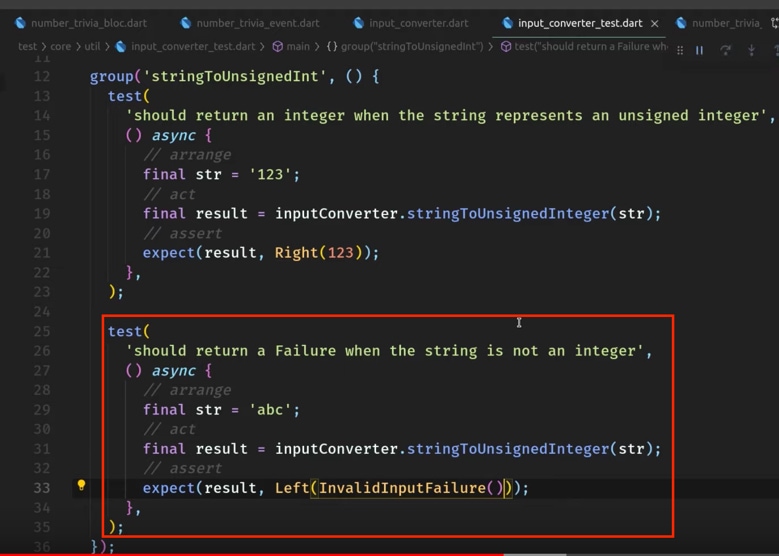 number_trivia_bloc.dart number_trivia_event.dart input_converter.dart input_converter_test.dart × number_trivia_
test > core > util > input_converter_test.dart > main > {} group("stringToUnsignedInt") > test("should return a Failure whe
11
12 group('stringToUnsignedInt', () {
13 test(
14 'should return an integer when the string represents an unsigned integer',
15 () async {
16 // arrange
17 final str = '123';
18 // act
19 final result = inputConverter.stringToUnsignedInteger(str);
20 // assert
21 expect(result, Right(123));
22 },
23 );
24
25 test(
26 'should return a Failure when the string is not an integer',
27 () async {
28 // arrange
29 final str = 'abc';
30 // act
31 final result = inputConverter.stringToUnsignedInteger(str);
32 // assert
33 expect(result, Left(InvalidInputFailure()));
34 },
35 );
36 });